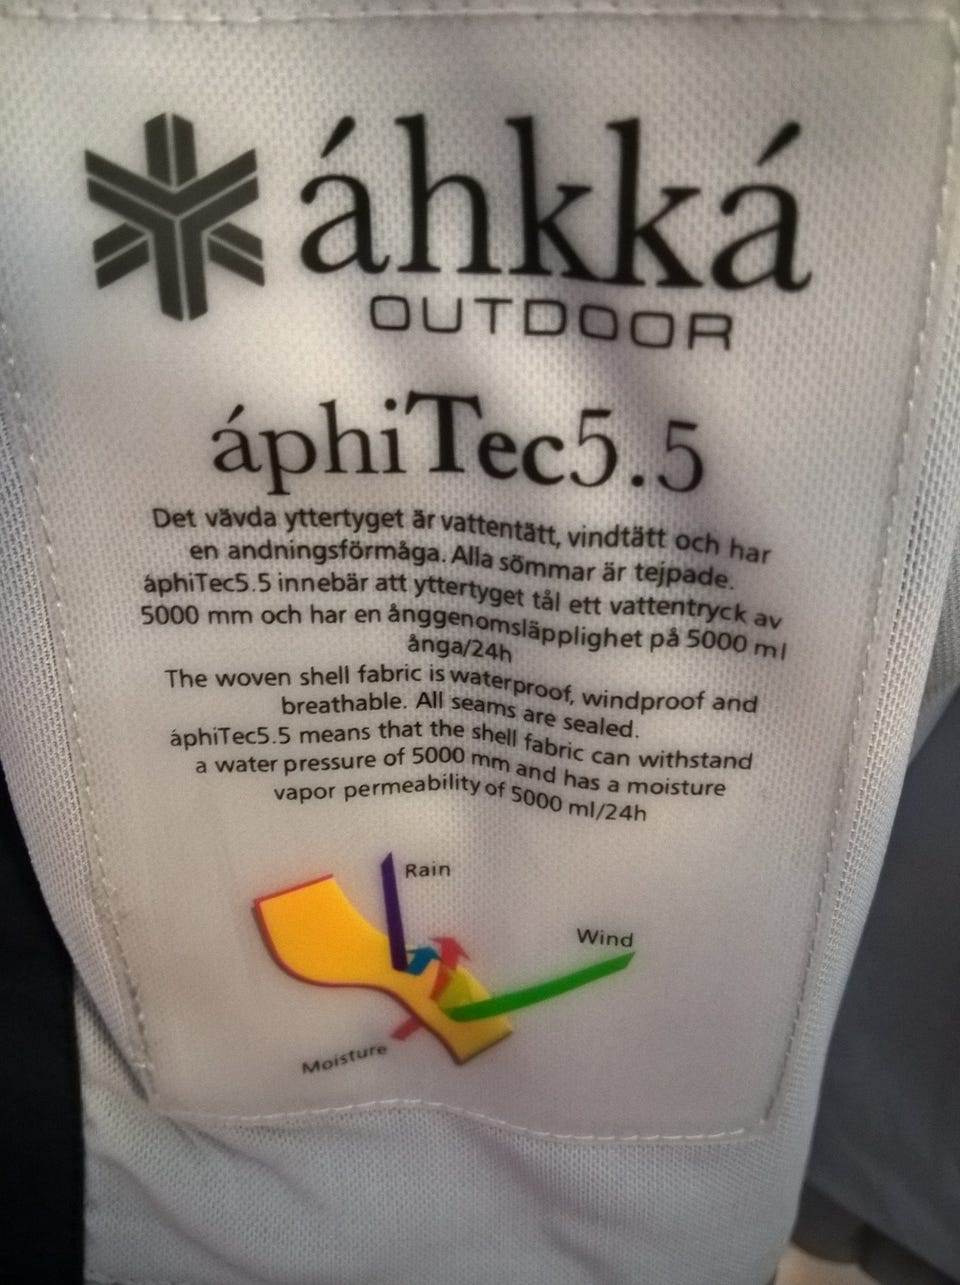 áhkká
OUTDOOR
áphiTec5.5
Det vävda yttertyget är vattentätt, vindtätt och har
en andningsförmåga. Alla sömmar är tejpade.
áphiTec5.5 innebär att yttertyget tål ett vattentryck av
5000 mm och har en ånggenomsläpplighet på 5000 ml
ånga/24h
The woven shell fabric is waterproof, windproof and
breathable. All seams are sealed.
áphiTec5.5 means that the shell fabric can withstand
a water pressure of 5000 mm and has a moisture
vapor permeability of 5000 ml/24h
Rain
Wind
Moisture